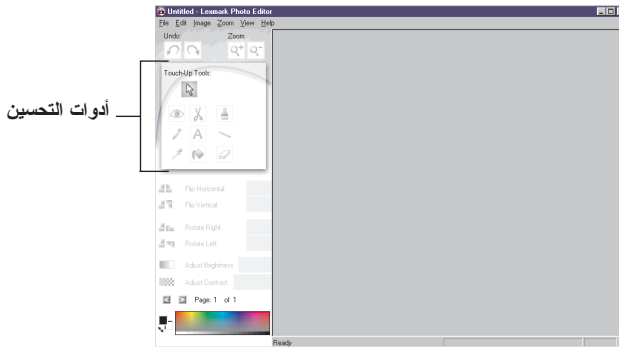 Untitled - Lexmark Photo Editor
File Edit Image Zoom View Help
Undo: Zoom:
Touch-Up Tools:
أدوات التحسين
A
Flip Horizontal:
Flip Vertical:
Rotate Right:
Rotate Left:
Adjust Brightness:
Adjust Contrast:
Page: 1 of 1
Ready